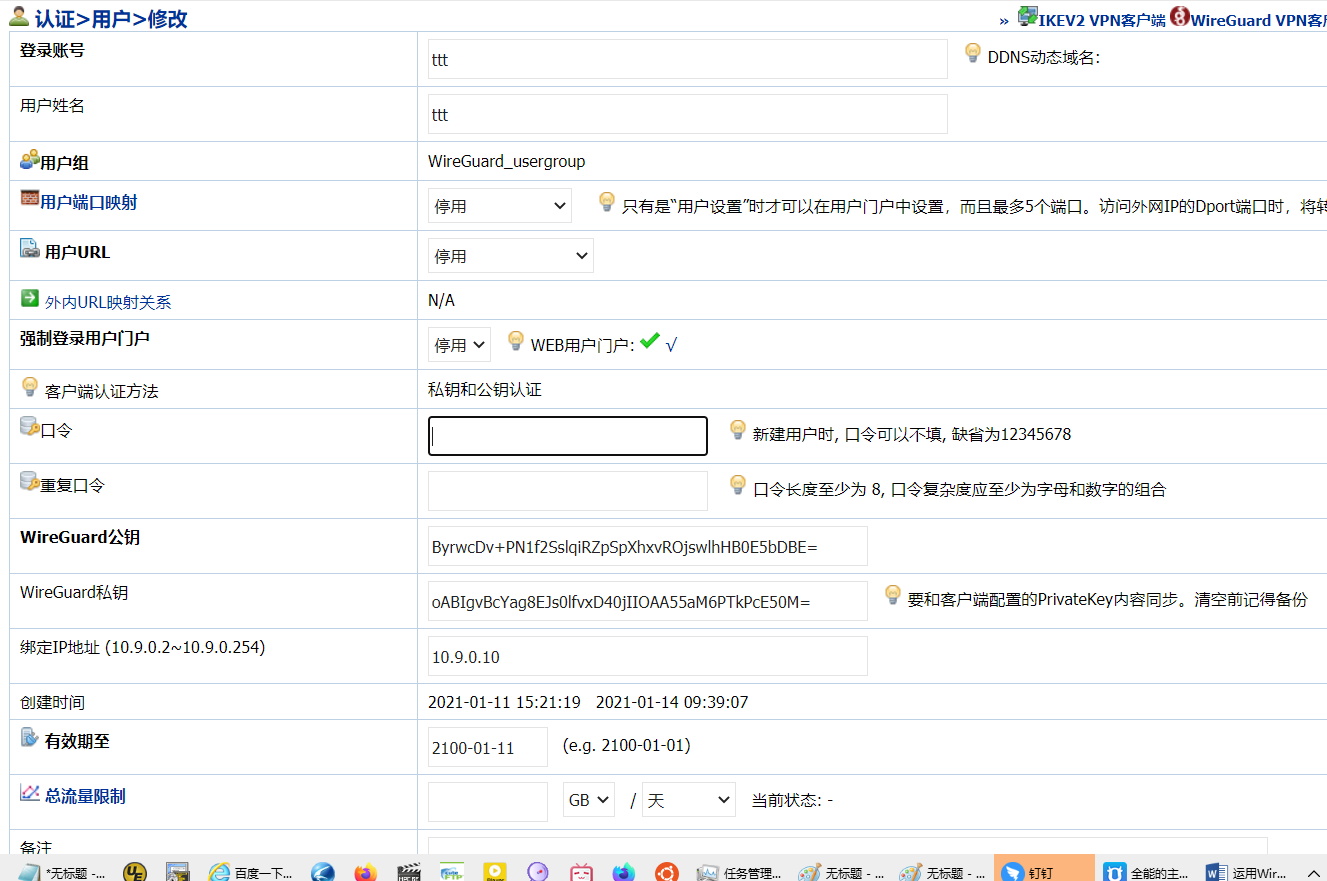 认证>用户>修改
» IKEV2 VPN客户端 WireGuard VPN客
登录账号 ttt DDNS动态域名:
用户姓名 ttt
用户组 WireGuard_usergroup
用户端口映射 停用 只有是“用户设置”时才可以在用户门户中设置，而且最多5个端口。访问外网IP的Dport端口时，将转
用户URL 停用
外内URL映射关系 N/A
强制登录用户门户 停用 WEB用户门户: √
客户端认证方法 私钥和公钥认证
口令 新建用户时, 口令可以不填, 缺省为12345678
重复口令 口令长度至少为 8, 口令复杂度应至少为字母和数字的组合
WireGuard公钥 ByrwcDv+PN1f2SslqiRZpSpXhxvROjswlhHB0E5bDBE=
WireGuard私钥 oABIgvBcYag8EJs0lfvxD40jIIOAA55aM6PTkPcE50M= 要和客户端配置的PrivateKey内容同步。清空前记得备份
绑定IP地址 (10.9.0.2~10.9.0.254) 10.9.0.10
创建时间 2021-01-11 15:21:19 2021-01-14 09:39:07
有效期至 2100-01-11 (e.g. 2100-01-01)
总流量限制 GB / 天 当前状态: -
备注
*无标题 -... 百度一下... 任务管理... 无标题 - ... 无标题 - ... 钉钉 全能的主... 运用Wir...